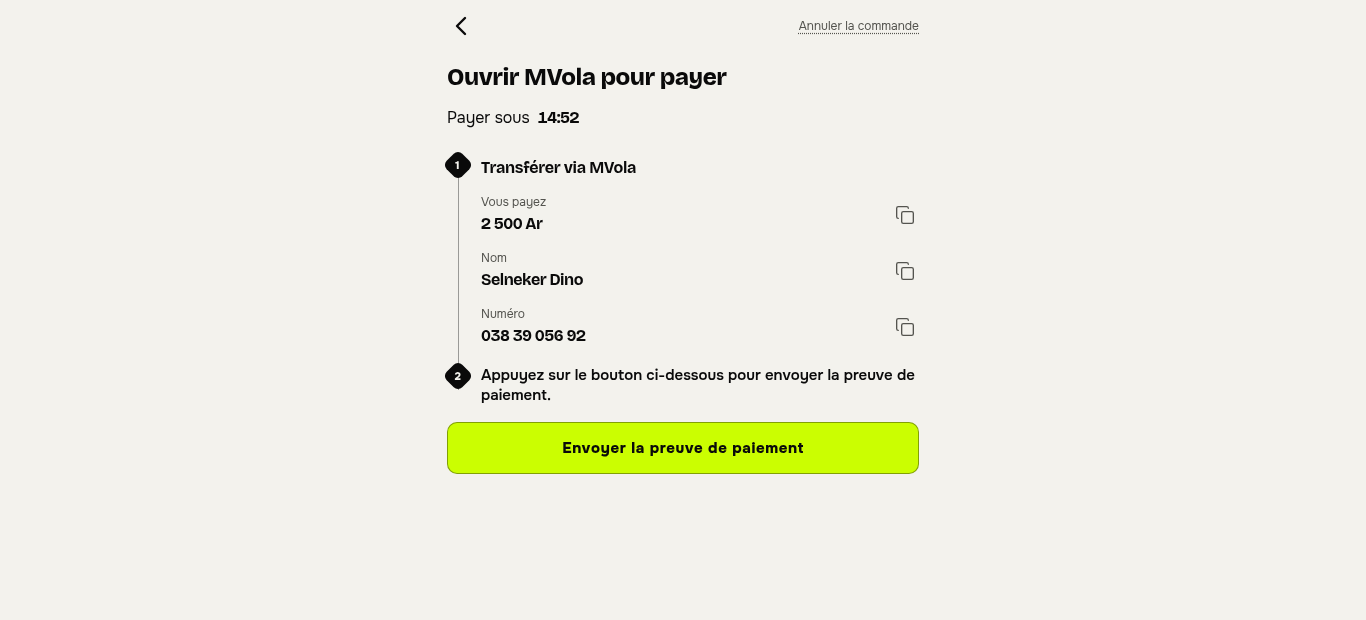 Annuler la commande
Ouvrir MVola pour payer
Payer sous 14:52
1 Transférer via MVola
Vous payez
2 500 Ar
Nom
Selneker Dino
Numéro
038 39 056 92
2 Appuyez sur le bouton ci-dessous pour envoyer la preuve de
paiement.
Envoyer la preuve de paiement